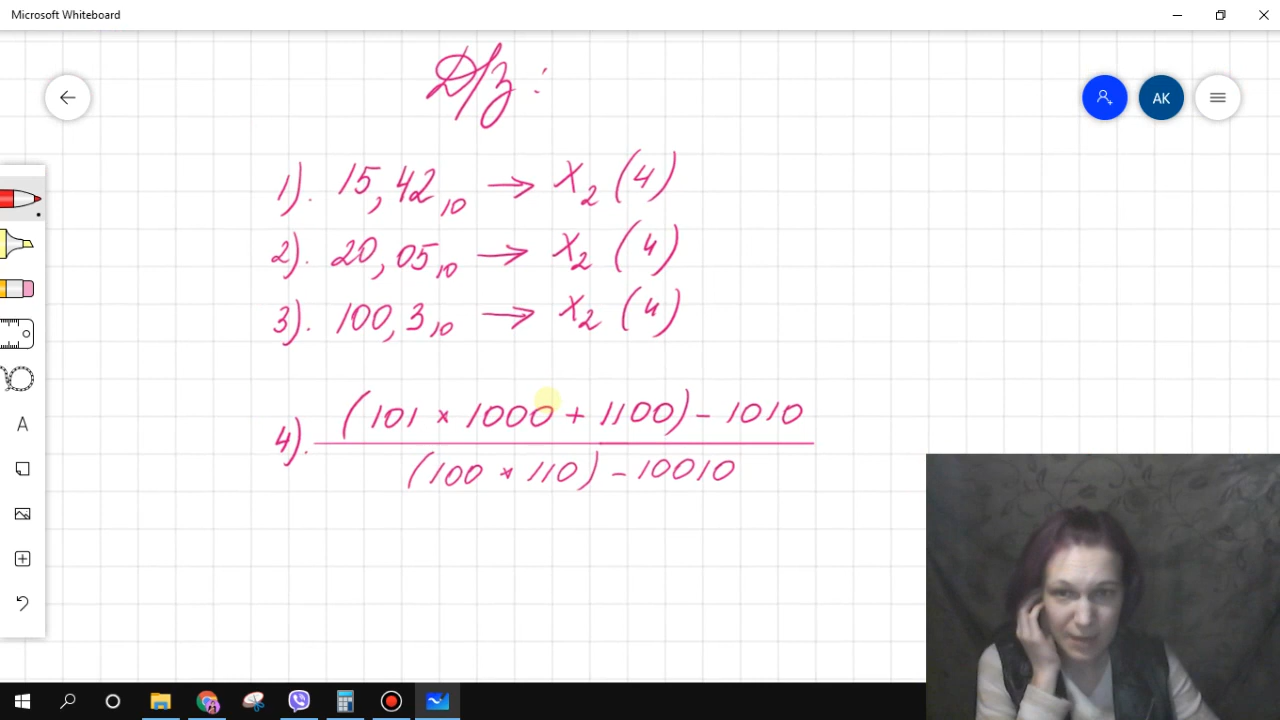 Microsoft Whiteboard
Д/з:
AK
1). 15,42₁₀ → X₂ (4)
2). 20,05₁₀ → X₂ (4)
3). 100,3₁₀ → X₂ (4)
4). (101 × 1000 + 1100) - 1010
(100 × 110) - 10010
A